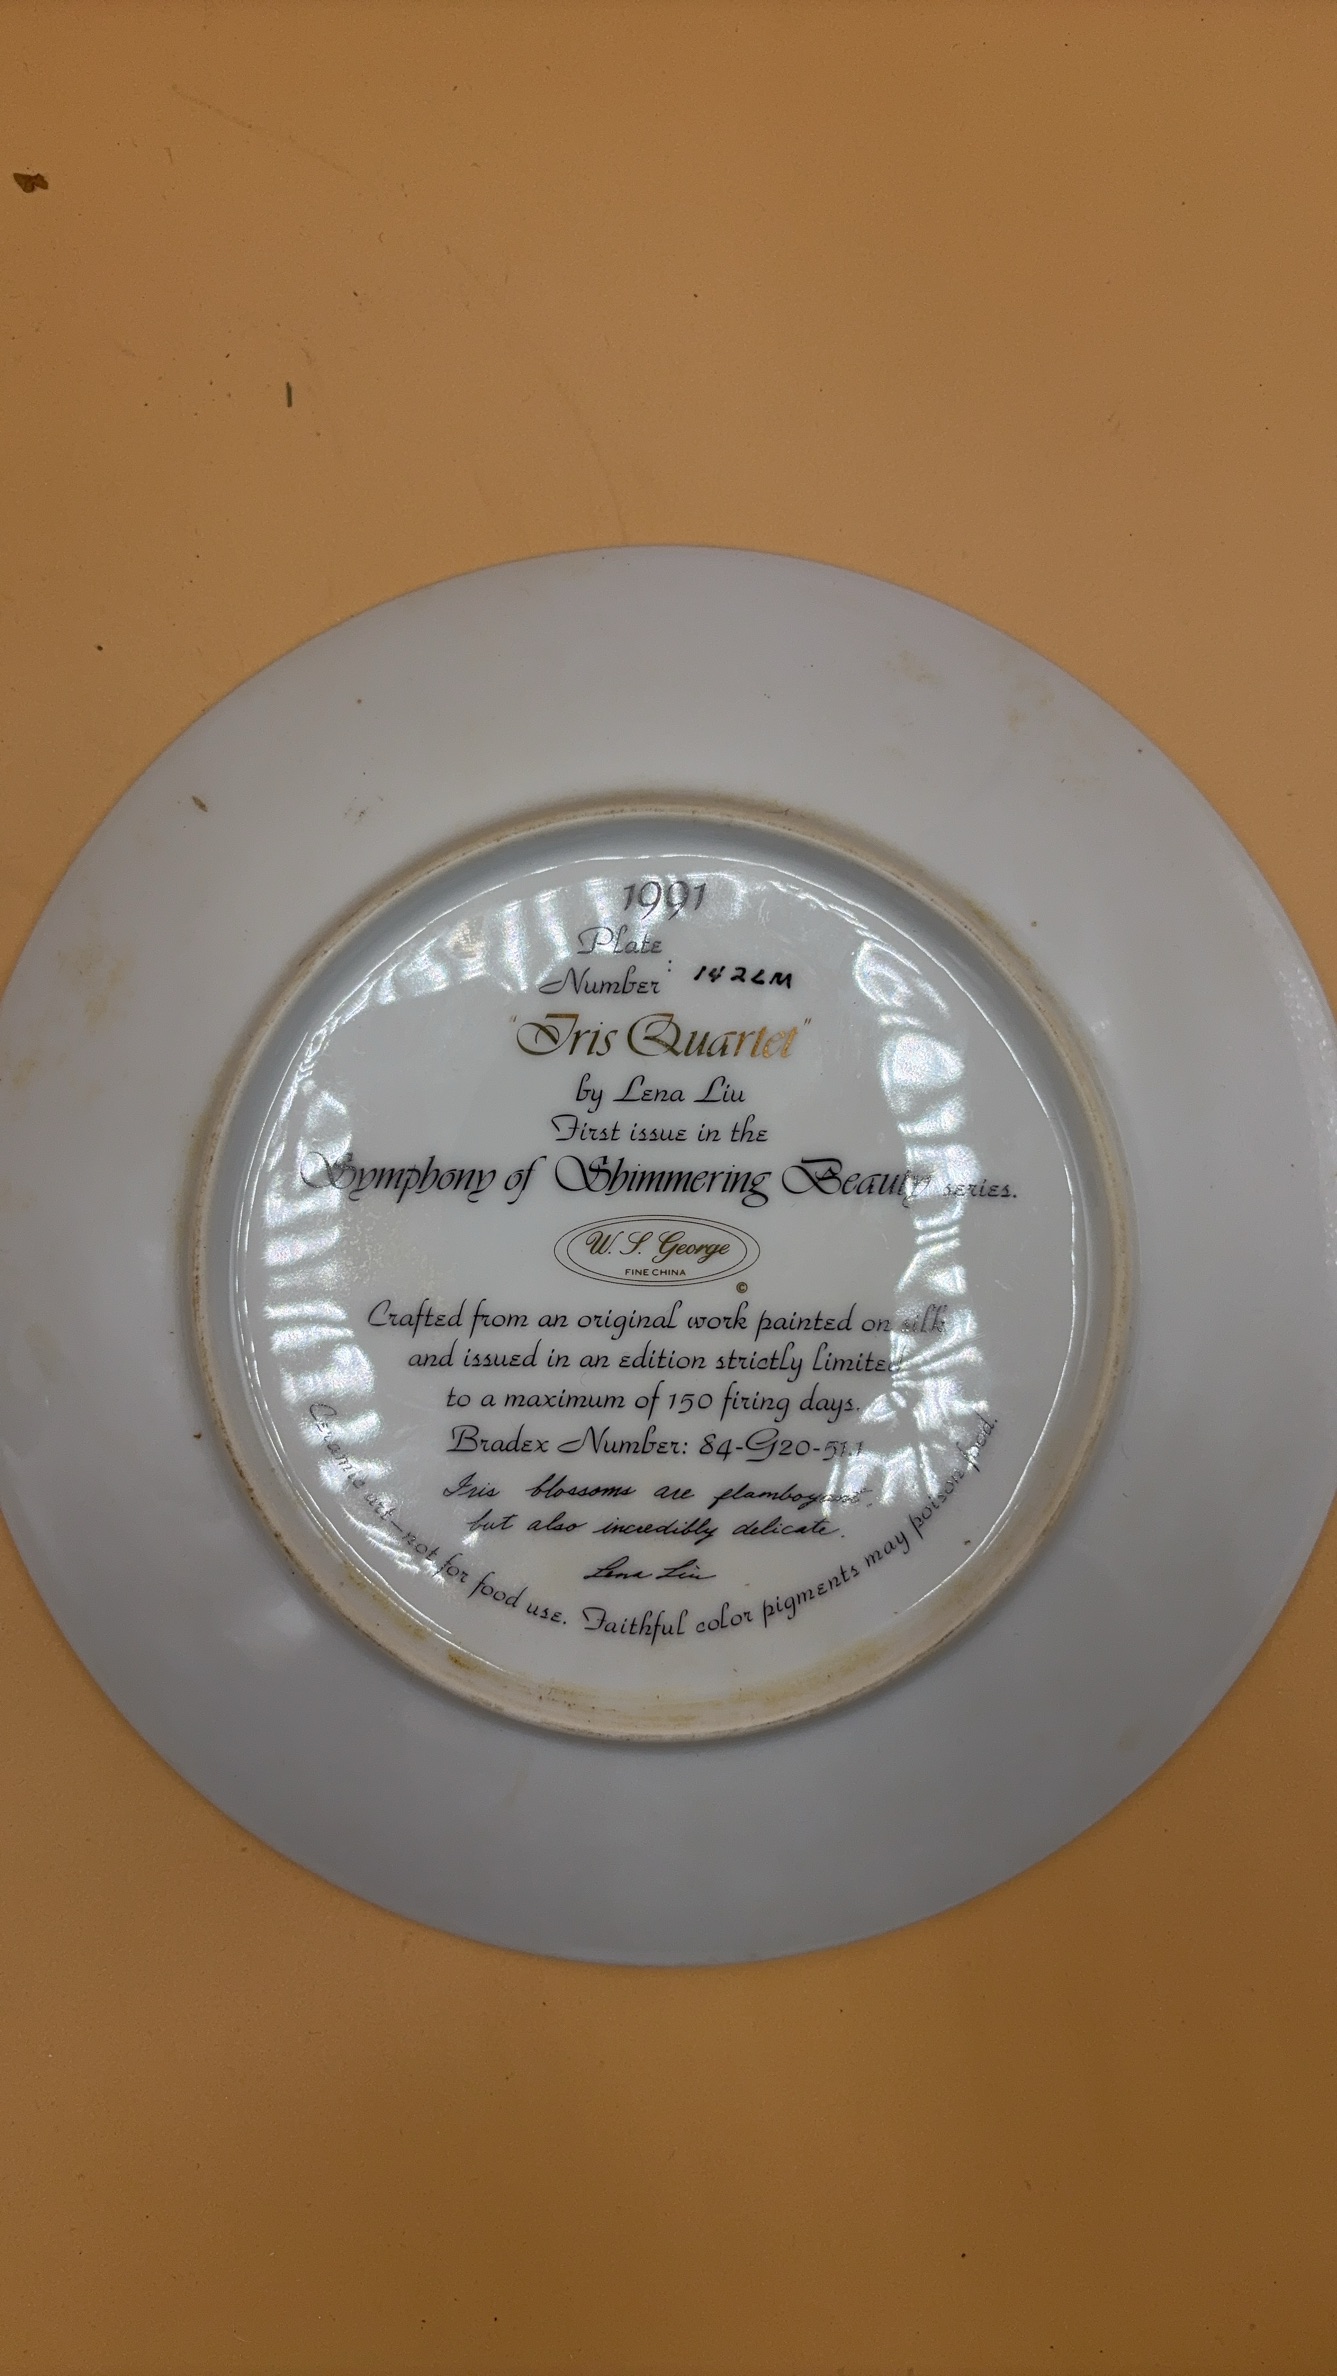 1991
Plate
Number: 142LM
"Iris Quartet"
by Lena Liu
First issue in the
Symphony of Shimmering Beauty series.
W. S. George
FINE CHINA
©
Crafted from an original work painted on silk
and issued in an edition strictly limited
to a maximum of 150 firing days.
Bradex Number: 84-G20-51.1
Iris blossoms are flamboyant,
but also incredibly delicate.
Lena Liu
Ceramic art—not for food use. Faithful color pigments may poison food.